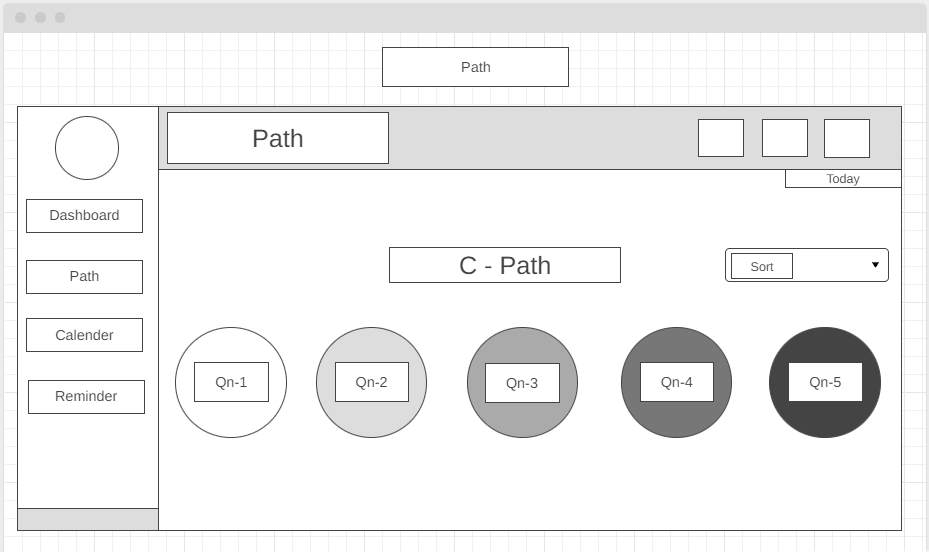 Path
Path
Today
Dashboard
Path
Calender
Reminder
C - Path
Sort
Qn-1
Qn-2
Qn-3
Qn-4
Qn-5